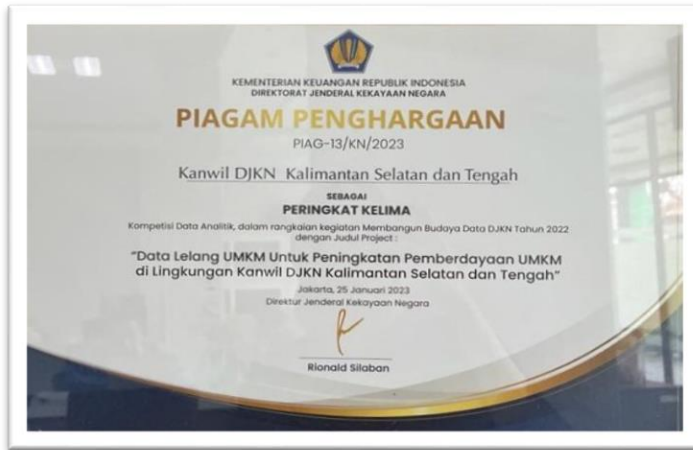 KEMENTERIAN KEUANGAN REPUBLIK INDONESIA
DIREKTORAT JENDERAL KEKAYAAN NEGARA
PIAGAM PENGHARGAAN
PIAG-13/KN/2023
Kanwil DJKN Kalimantan Selatan dan Tengah
SEBAGAI
PERINGKAT KELIMA
Kompetisi Data Analitik, dalam rangkaian kegiatan Membangun Budaya Data DJKN Tahun 2022
dengan Judul Project :
"Data Lelang UMKM Untuk Peningkatan Pemberdayaan UMKM
di Lingkungan Kanwil DJKN Kalimantan Selatan dan Tengah"
Jakarta, 25 Januari 2023
Direktur Jenderal Kekayaan Negara
Rionald Silaban